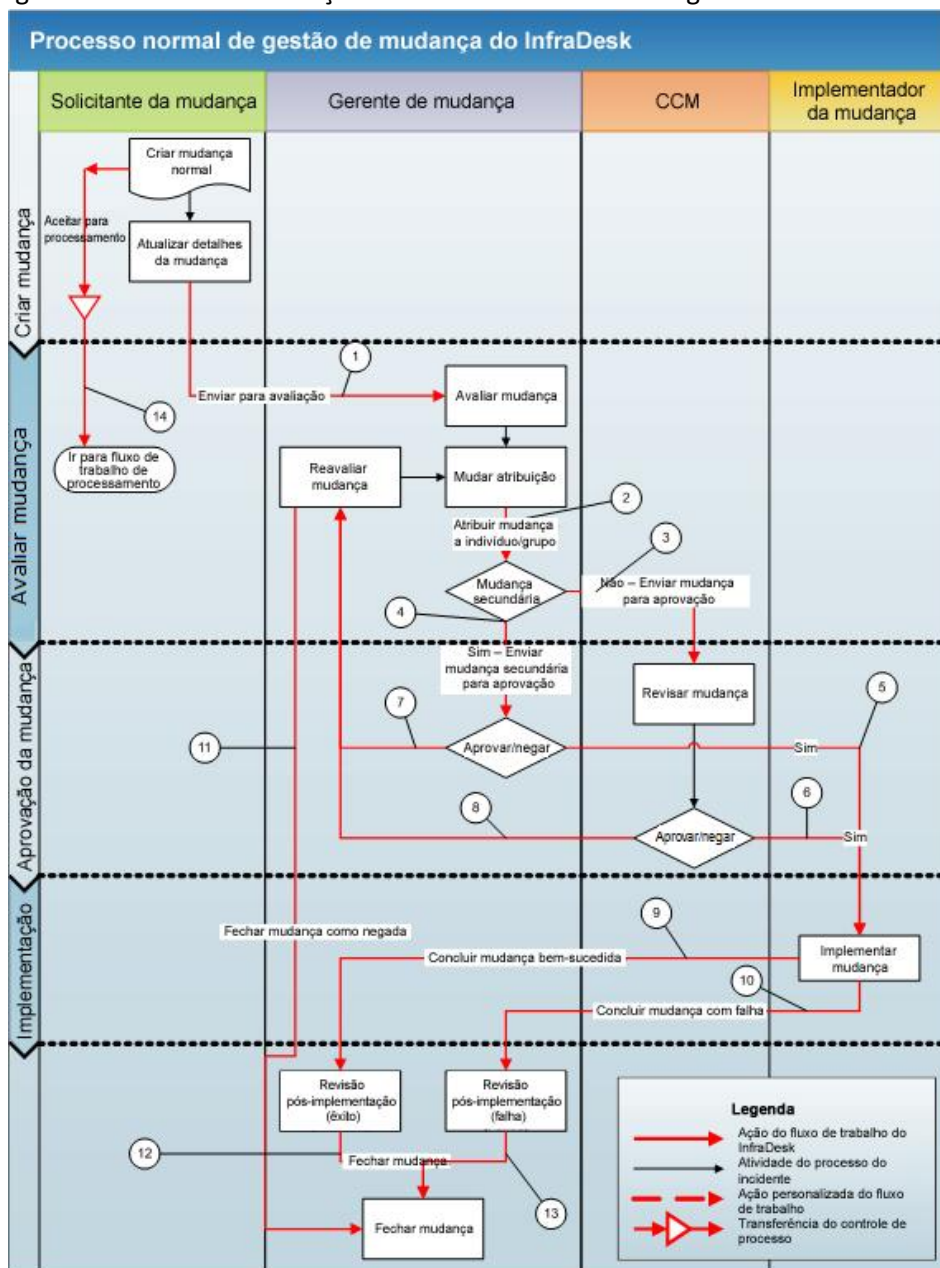 Processo normal de gestão de mudança do InfraDesk
Solicitante da mudança
Gerente de mudança
CCM
Implementador
da mudança
Criar mudança
Criar mudança
normal
Aceitar para
processamento
Atualizar detalhes
da mudança
Avaliar mudança
1
Enviar para avaliação
Avaliar mudança
14
Ir para fluxo de
trabalho de
processamento
Reavaliar
mudança
Mudar atribuição
2
Atribuir mudança
a indivíduo/grupo
3
Mudança
secundária
Não – Enviar mudança
para aprovação
4
Aprovação da mudança
Sim – Enviar
mudança secundária
para aprovação
Revisar mudança
5
7
11
Aprovar/negar
Sim
8
6
Aprovar/negar
Sim
Implementação
Fechar mudança como negada
9
Concluir mudança bem-sucedida
Implementar
mudança
10
Concluir mudança com falha
Revisão
pós-implementação
(êxito)
Revisão
pós-implementação
(falha)
12
Fechar mudança
13
Fechar mudança
Legenda
Ação do fluxo de trabalho do
InfraDesk
Atividade do processo do
incidente
Ação personalizada do fluxo
de trabalho
Transferência do controle de
processo